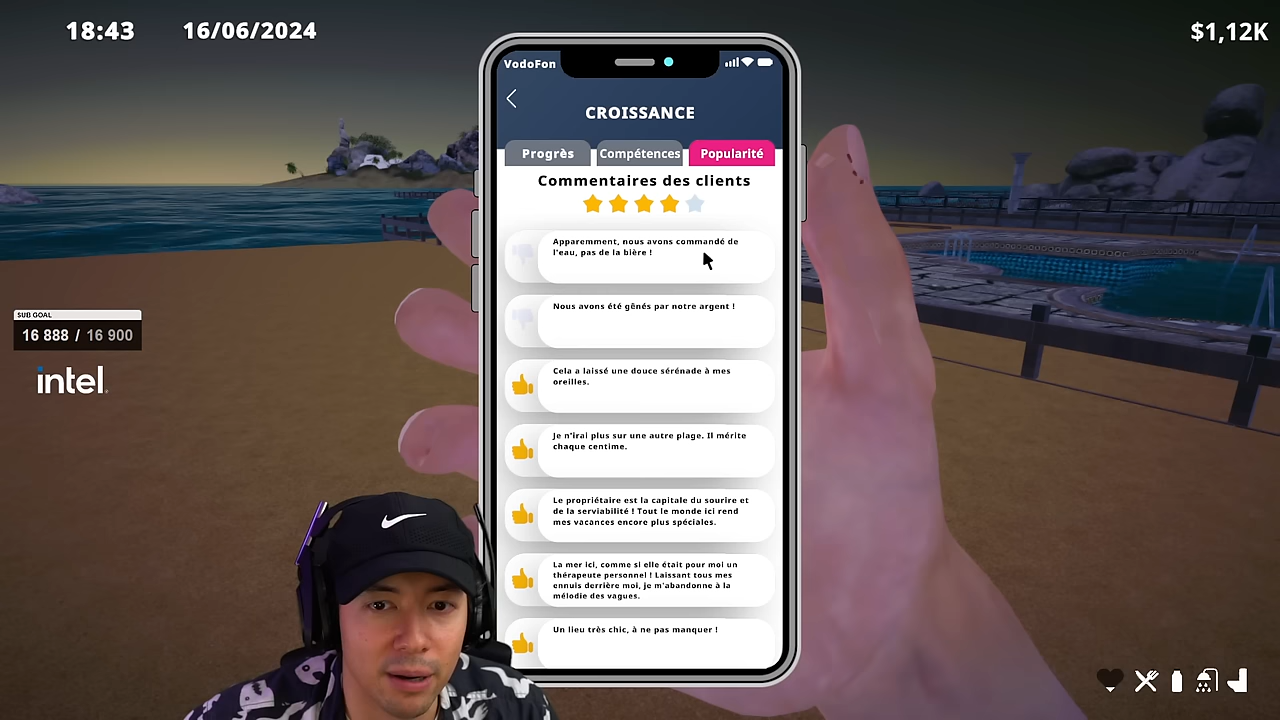 18:43
16/06/2024
$1,12K
VodoFon
CROISSANCE
Progrès
Compétences
Popularité
Commentaires des clients
Apparemment, nous avons commandé de
l'eau, pas de la bière !
Nous avons été gênés par notre argent !
Cela a laissé une douce sérénade à mes
oreilles.
Je n'irai plus sur une autre plage. Il mérite
chaque centime.
Le propriétaire est la capitale du sourire et
de la serviabilité ! Tout le monde ici rend
mes vacances encore plus spéciales.
La mer ici, comme si elle était pour moi un
thérapeute personnel ! Laissant tous mes
ennuis derrière moi, je m'abandonne à la
mélodie des vagues.
Un lieu très chic, à ne pas manquer !
SUB GOAL
16 888 / 16 900
intel.